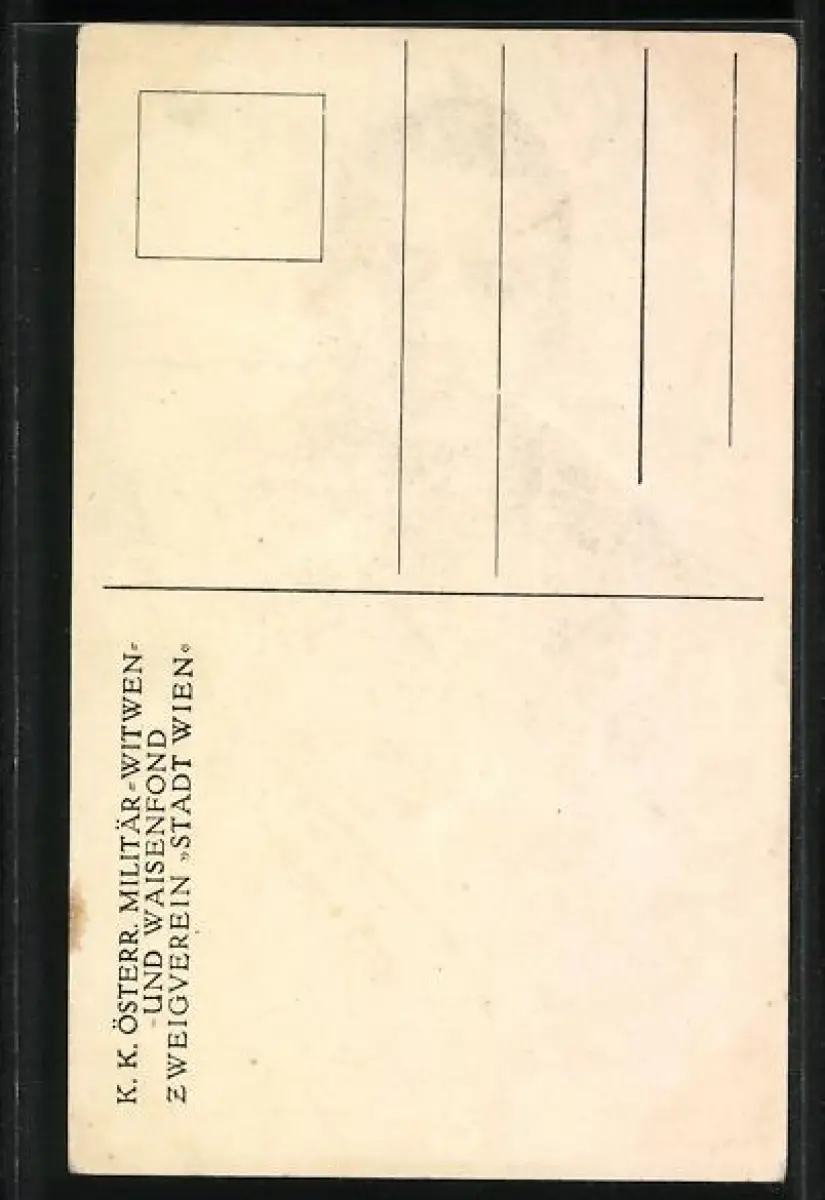 K. K. ÖSTERR. MILITÄR-WITWEN-
-UND WAISENFOND
ZWEIGVEREIN »STADT WIEN«